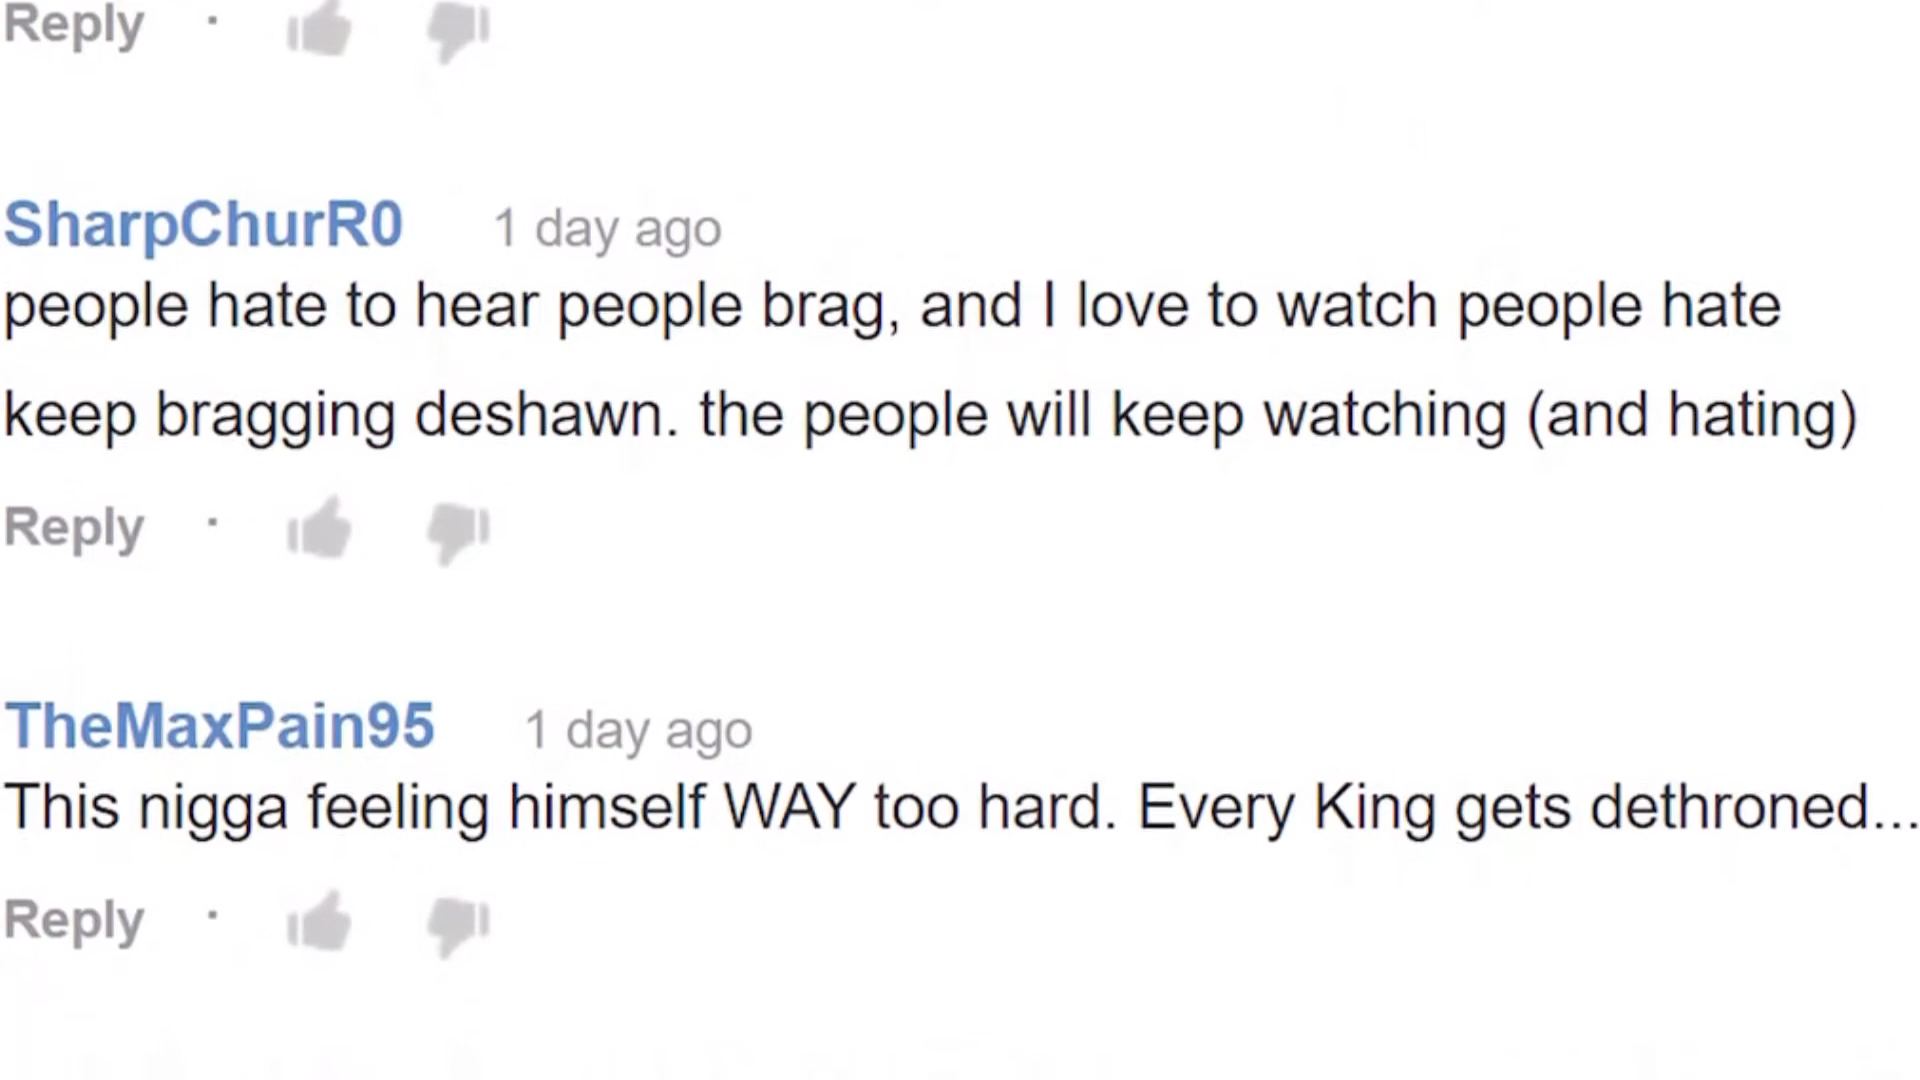 Reply ·
SharpChurR0 1 day ago
people hate to hear people brag, and I love to watch people hate
keep bragging deshawn. the people will keep watching (and hating)
Reply ·
TheMaxPain95 1 day ago
This nigga feeling himself WAY too hard. Every King gets dethroned...
Reply ·